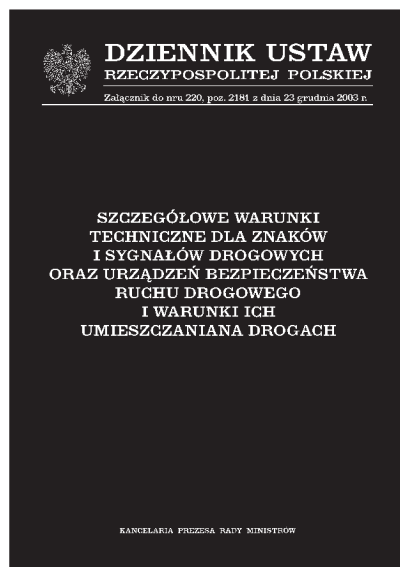 DZIENNIK USTAW
RZECZYPOSPOLITEJ POLSKIEJ
Załącznik do nru 220, poz. 2181 z dnia 23 grudnia 2003 r.
SZCZEGÓŁOWE WARUNKI
TECHNICZNE DLA ZNAKÓW
I SYGNAŁÓW DROGOWYCH
ORAZ URZĄDZEŃ BEZPIECZEŃSTWA
RUCHU DROGOWEGO
I WARUNKI ICH
UMIESZCZANIANA DROGACH
KANCELARIA PREZESA RADY MINISTRÓW